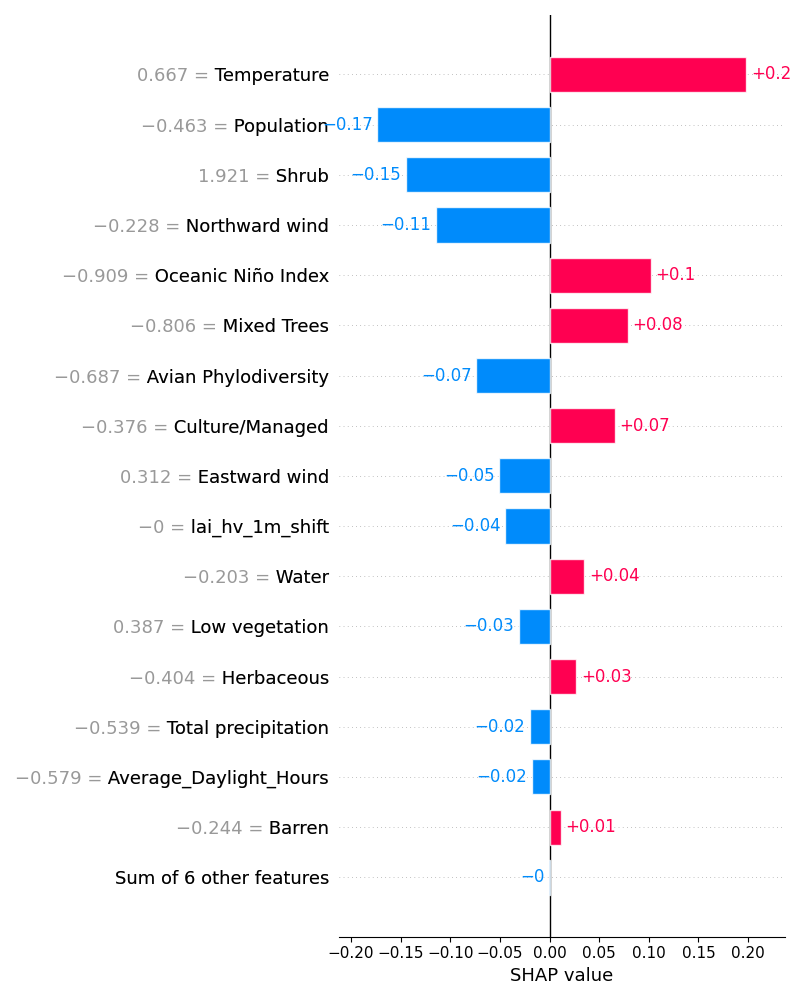 0.667 = Temperature +0.2
−0.463 = Population −0.17
1.921 = Shrub −0.15
−0.228 = Northward wind −0.11
−0.909 = Oceanic Niño Index +0.1
−0.806 = Mixed Trees +0.08
−0.687 = Avian Phylodiversity −0.07
−0.376 = Culture/Managed +0.07
0.312 = Eastward wind −0.05
−0 = lai_hv_1m_shift −0.04
−0.203 = Water +0.04
0.387 = Low vegetation −0.03
−0.404 = Herbaceous +0.03
−0.539 = Total precipitation −0.02
−0.579 = Average_Daylight_Hours −0.02
−0.244 = Barren +0.01
Sum of 6 other features −0
−0.20 −0.15 −0.10 −0.05 0.00 0.05 0.10 0.15 0.20
SHAP value